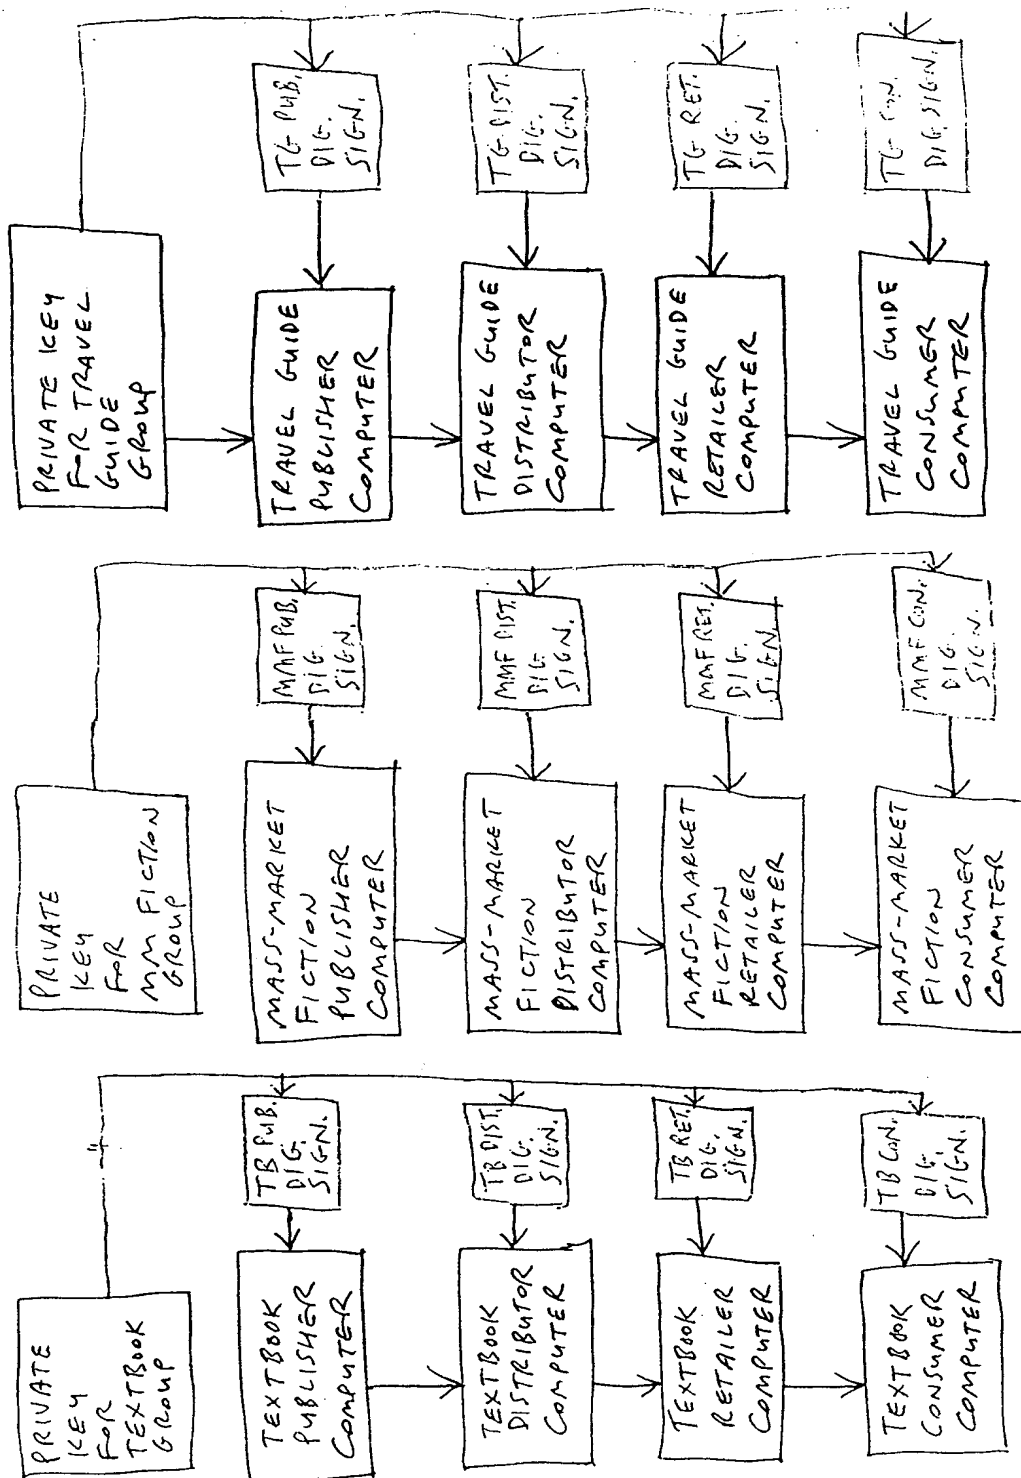 PRIVATE
KEY
FOR
TEXTBOOK
GROUP
TEXTBOOK
PUBLISHER
COMPUTER
TB PUB.
DIG.
SIGN.
TEXTBOOK
DISTRIBUTOR
COMPUTER
TB DIST.
DIG.
SIGN.
TEXTBOOK
RETAILER
COMPUTER
TB RET.
DIG.
SIGN.
TEXTBOOK
CONSUMER
COMPUTER
TB CON.
DIG.
SIGN.
PRIVATE
KEY
FOR
MM FICTION
GROUP
MASS-MARKET
FICTION
PUBLISHER
COMPUTER
MMF PUB.
DIG.
SIGN.
MASS-MARKET
FICTION
DISTRIBUTOR
COMPUTER
MMF DIST.
DIG.
SIGN.
MASS-MARKET
FICTION
RETAILER
COMPUTER
MMF RET.
DIG.
SIGN.
MASS-MARKET
FICTION
CONSUMER
COMPUTER
MMF CON.
DIG.
SIGN.
PRIVATE KEY
FOR TRAVEL
GUIDE
GROUP
TRAVEL GUIDE
PUBLISHER
COMPUTER
TG PUB.
DIG.
SIGN.
TRAVEL GUIDE
DISTRIBUTOR
COMPUTER
TG DIST.
DIG.
SIGN.
TRAVEL GUIDE
RETAILER
COMPUTER
TG RET.
DIG.
SIGN.
TRAVEL GUIDE
CONSUMER
COMPUTER
TG CON.
DIG. SIGN.